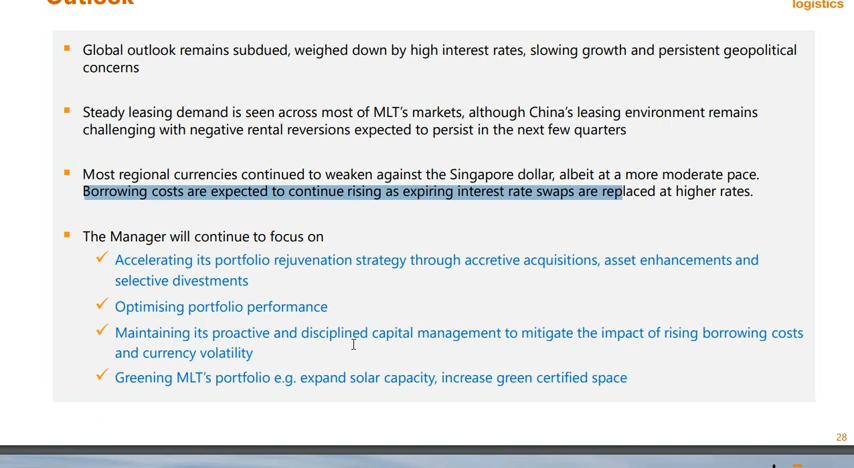 Outlook
logistics
Global outlook remains subdued, weighed down by high interest rates, slowing growth and persistent geopolitical
concerns
Steady leasing demand is seen across most of MLT’s markets, although China’s leasing environment remains
challenging with negative rental reversions expected to persist in the next few quarters
Most regional currencies continued to weaken against the Singapore dollar, albeit at a more moderate pace.
Borrowing costs are expected to continue rising as expiring interest rate swaps are replaced at higher rates.
The Manager will continue to focus on
Accelerating its portfolio rejuvenation strategy through accretive acquisitions, asset enhancements and
selective divestments
Optimising portfolio performance
Maintaining its proactive and disciplined capital management to mitigate the impact of rising borrowing costs
and currency volatility
Greening MLT’s portfolio e.g. expand solar capacity, increase green certified space
28